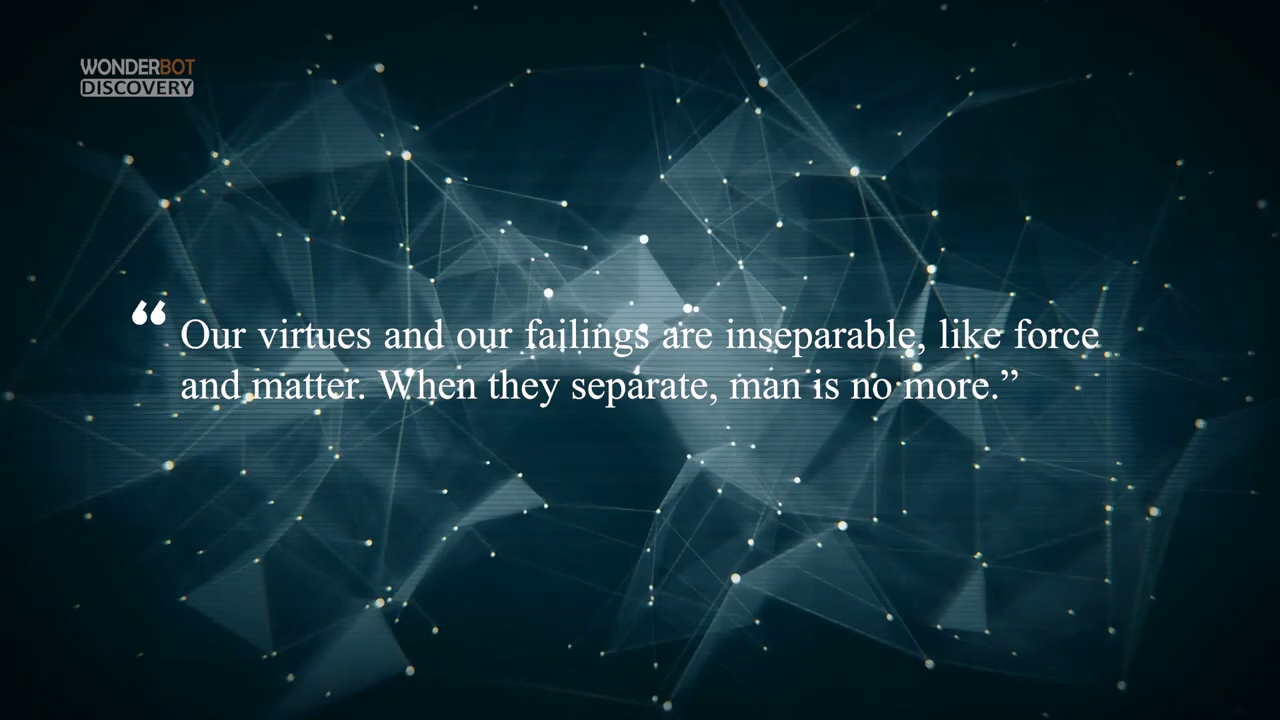 WONDERBOT
DISCOVERY
“Our virtues and our failings are inseparable, like force
and matter. When they separate, man is no more.”